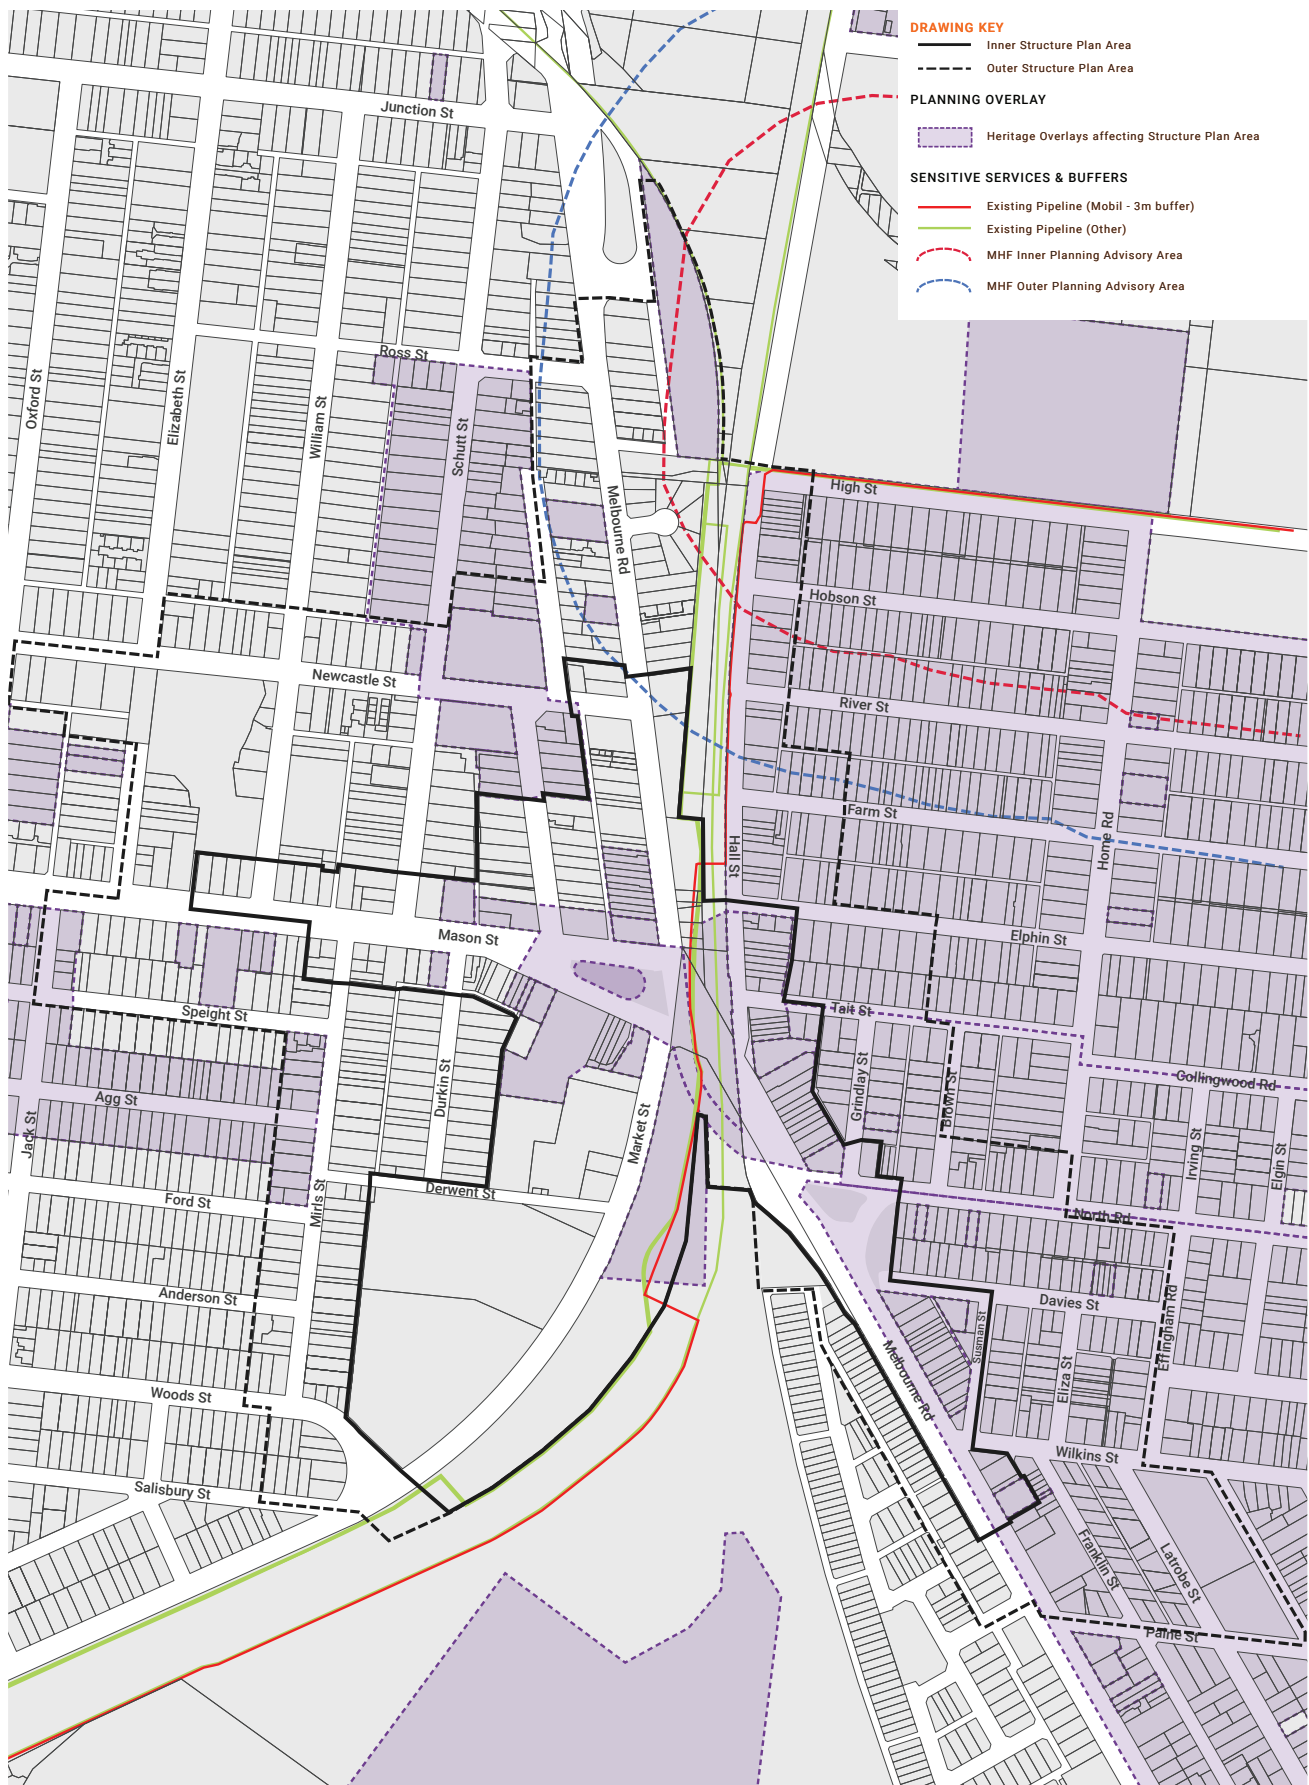 DRAWING KEY
Inner Structure Plan Area
Outer Structure Plan Area
PLANNING OVERLAY
Heritage Overlays affecting Structure Plan Area
SENSITIVE SERVICES & BUFFERS
Existing Pipeline (Mobil - 3m buffer)
Existing Pipeline (Other)
MHF Inner Planning Advisory Area
MHF Outer Planning Advisory Area
Junction St
Ross St
Oxford St
Elizabeth St
William St
Schutt St
Melbourne Rd
High St
Hobson St
Newcastle St
River St
Farm St
Hall St
Home Rd
Mason St
Elphin St
Speight St
Tait St
Collingwood Rd
Agg St
Jack St
Durkin St
Market St
Grindlay St
Brown St
Irving St
Elgin St
Derwent St
Ford St
Mirls St
North Rd
Anderson St
Davies St
Susman St
Effingham Rd
Melbourne Rd
Eliza St
Woods St
Wilkins St
Salisbury St
Franklin St
Latrobe St
Paine St